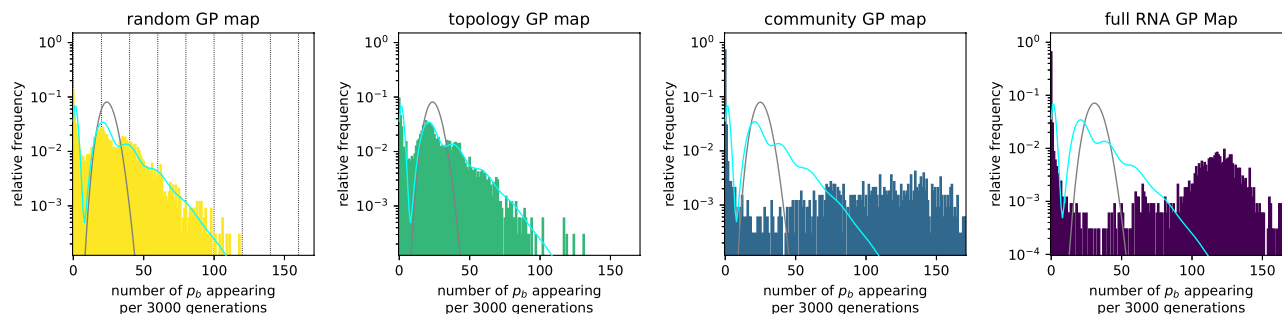 random GP map
topology GP map
community GP map
full RNA GP Map
relative frequency
10⁰
10⁻¹
10⁻²
10⁻³
0
50
100
150
number of p_b appearing
per 3000 generations
relative frequency
10⁰
10⁻¹
10⁻²
10⁻³
0
50
100
150
number of p_b appearing
per 3000 generations
relative frequency
10⁰
10⁻¹
10⁻²
10⁻³
0
50
100
150
number of p_b appearing
per 3000 generations
relative frequency
10⁰
10⁻¹
10⁻²
10⁻³
10⁻⁴
0
50
100
150
number of p_b appearing
per 3000 generations